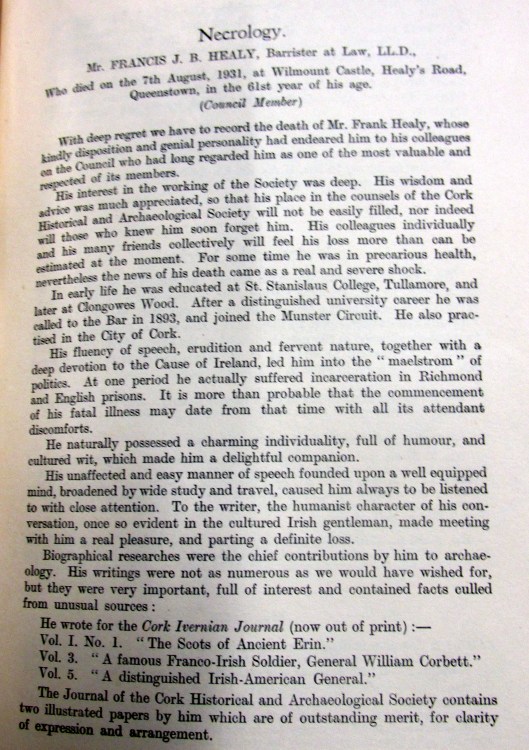 Necrology.
Mr. FRANCIS J. B. HEALY, Barrister at Law, LL.D.,
Who died on the 7th August, 1931, at Wilmount Castle, Healy's Road,
Queenstown, in the 61st year of his age.
(Council Member)
With deep regret we have to record the death of Mr. Frank Healy, whose
kindly disposition and genial personality had endeared him to his colleagues
on the Council who had long regarded him as one of the most valuable and
respected of its members.
His interest in the working of the Society was deep. His wisdom and
advice was much appreciated, so that his place in the counsels of the Cork
Historical and Archaeological Society will not be easily filled, nor indeed
will those who knew him soon forget him. His colleagues individually
and his many friends collectively will feel his loss more than can be
estimated at the moment. For some time he was in precarious health,
nevertheless the news of his death came as a real and severe shock.
In early life he was educated at St. Stanislaus College, Tullamore, and
later at Clongowes Wood. After a distinguished university career he was
called to the Bar in 1893, and joined the Munster Circuit. He also prac-
tised in the City of Cork.
His fluency of speech, erudition and fervent nature, together with a
deep devotion to the Cause of Ireland, led him into the " maelstrom " of
politics. At one period he actually suffered incarceration in Richmond
and English prisons. It is more than probable that the commencement
of his fatal illness may date from that time with all its attendant
discomforts.
He naturally possessed a charming individuality, full of humour, and
cultured wit, which made him a delightful companion.
His unaffected and easy manner of speech founded upon a well equipped
mind, broadened by wide study and travel, caused him always to be listened
to with close attention. To the writer, the humanist character of his con-
versation, once so evident in the cultured Irish gentleman, made meeting
with him a real pleasure, and parting a definite loss.
Biographical researches were the chief contributions by him to archae-
ology. His writings were not as numerous as we would have wished for,
but they were very important, full of interest and contained facts culled
from unusual sources :
He wrote for the Cork Ivernian Journal (now out of print) :—
Vol. I. No. 1. "The Scots of Ancient Erin."
Vol. 3. "A famous Franco-Irish Soldier, General William Corbett."
Vol. 5. "A distinguished Irish-American General."
The Journal of the Cork Historical and Archaeological Society contains
two illustrated papers by him which are of outstanding merit, for clarity
of expression and arrangement.